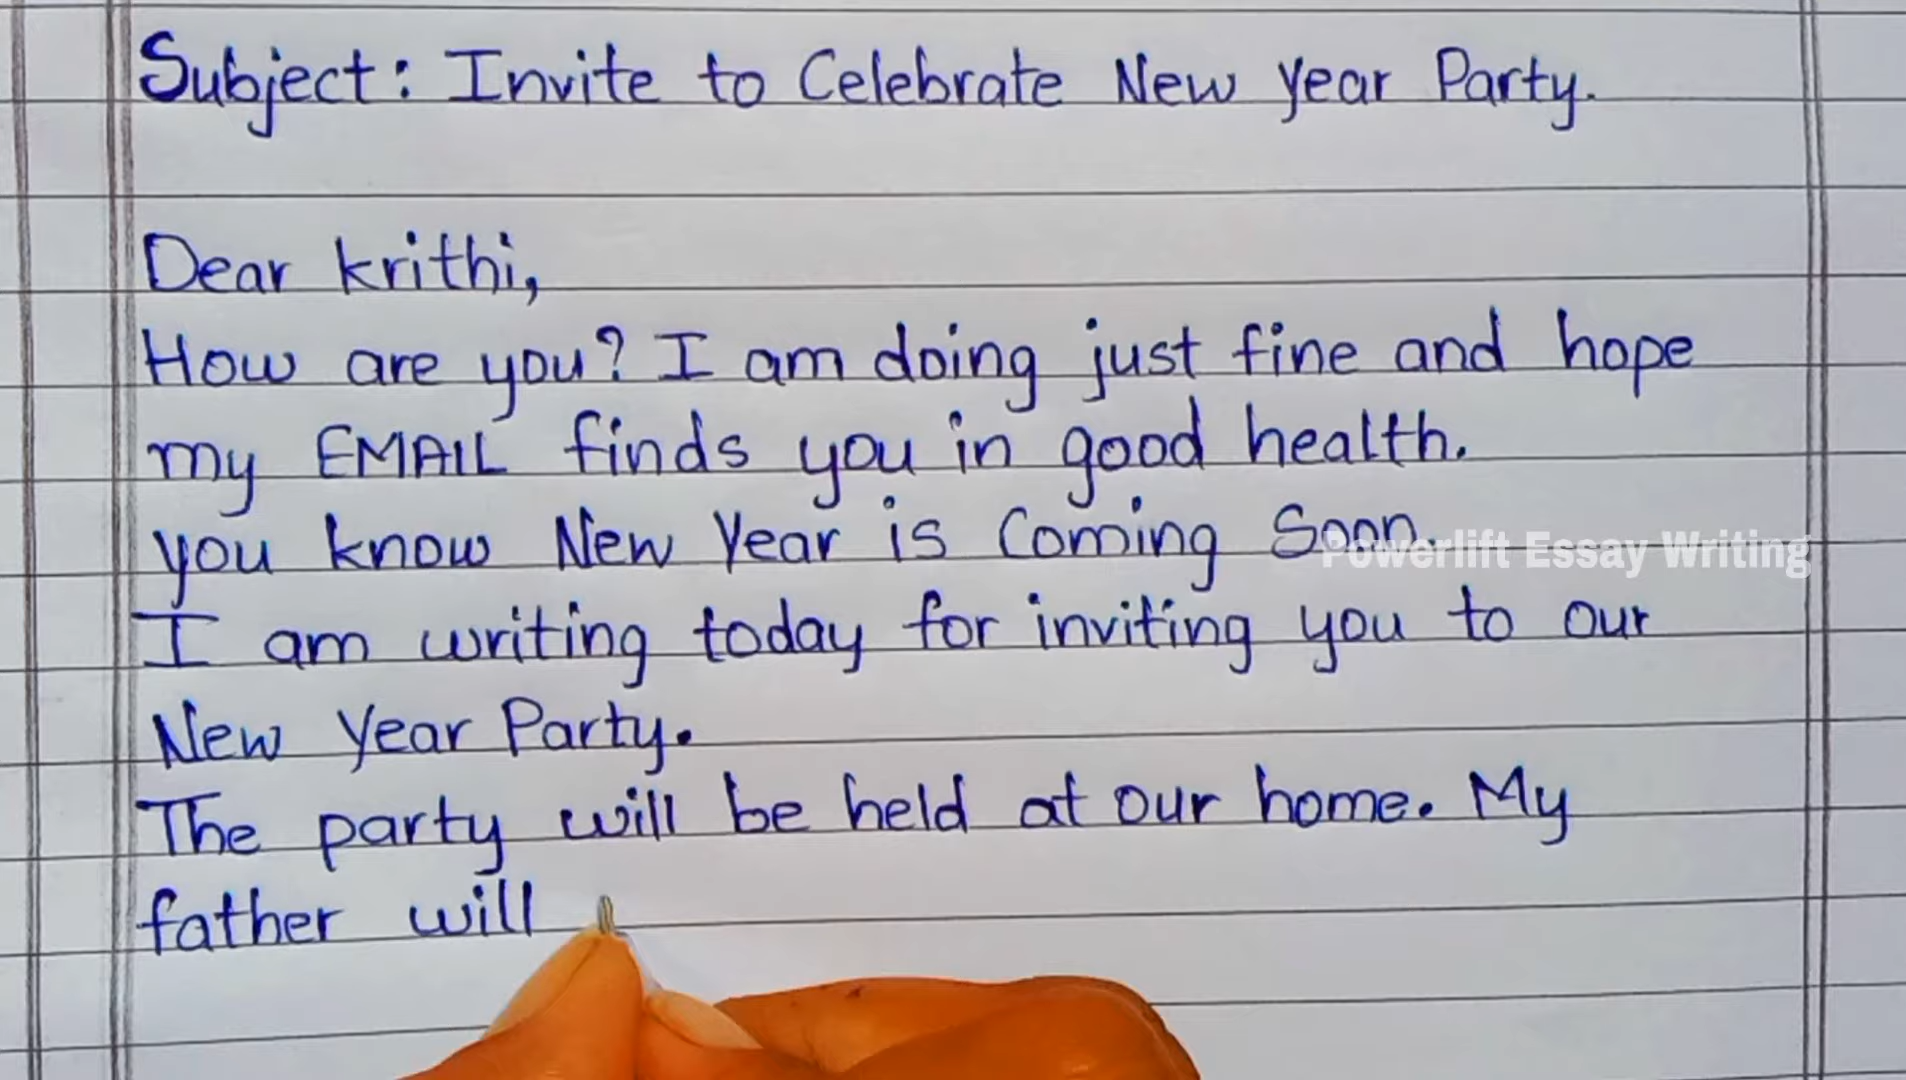 Subject: Invite to Celebrate New Year Party.
Dear Krithi,
How are you? I am doing just fine and hope
my EMAIL finds you in good health.
you know New Year is Coming Soon.
Powerlift Essay Writing
I am writing today for inviting you to our
New Year Party.
The party will be held at our home. My
father will